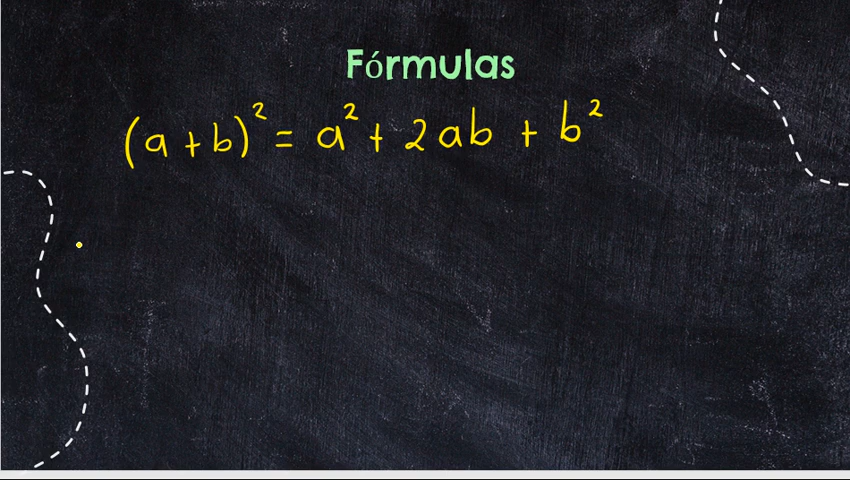 Fórmulas
(a + b)² = a² + 2ab + b²